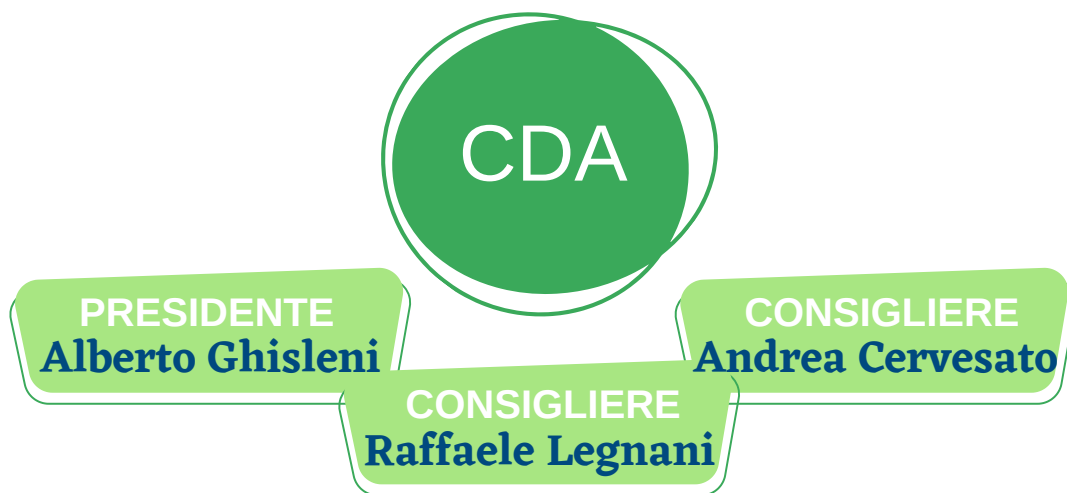 CDA
PRESIDENTE
Alberto Ghisleni
CONSIGLIERE
Andrea Cervesato
CONSIGLIERE
Raffaele Legnani